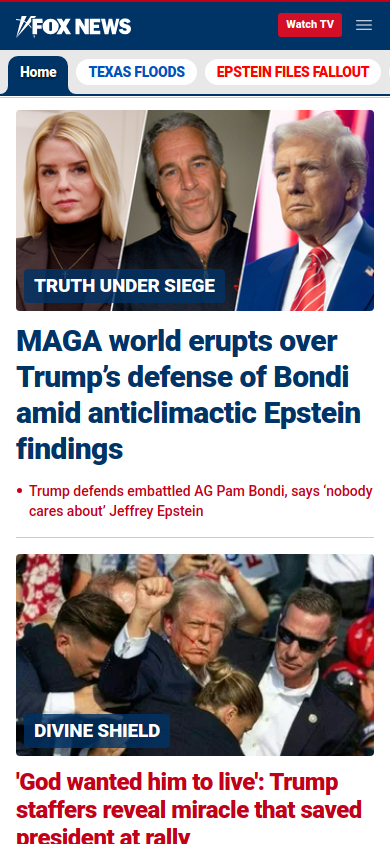 FOX NEWS
Watch TV
Home
TEXAS FLOODS
EPSTEIN FILES FALLOUT
TRUTH UNDER SIEGE
MAGA world erupts over
Trump’s defense of Bondi
amid anticlimactic Epstein
findings
• Trump defends embattled AG Pam Bondi, says ‘nobody
cares about’ Jeffrey Epstein
DIVINE SHIELD
'God wanted him to live': Trump
staffers reveal miracle that saved
president at rally